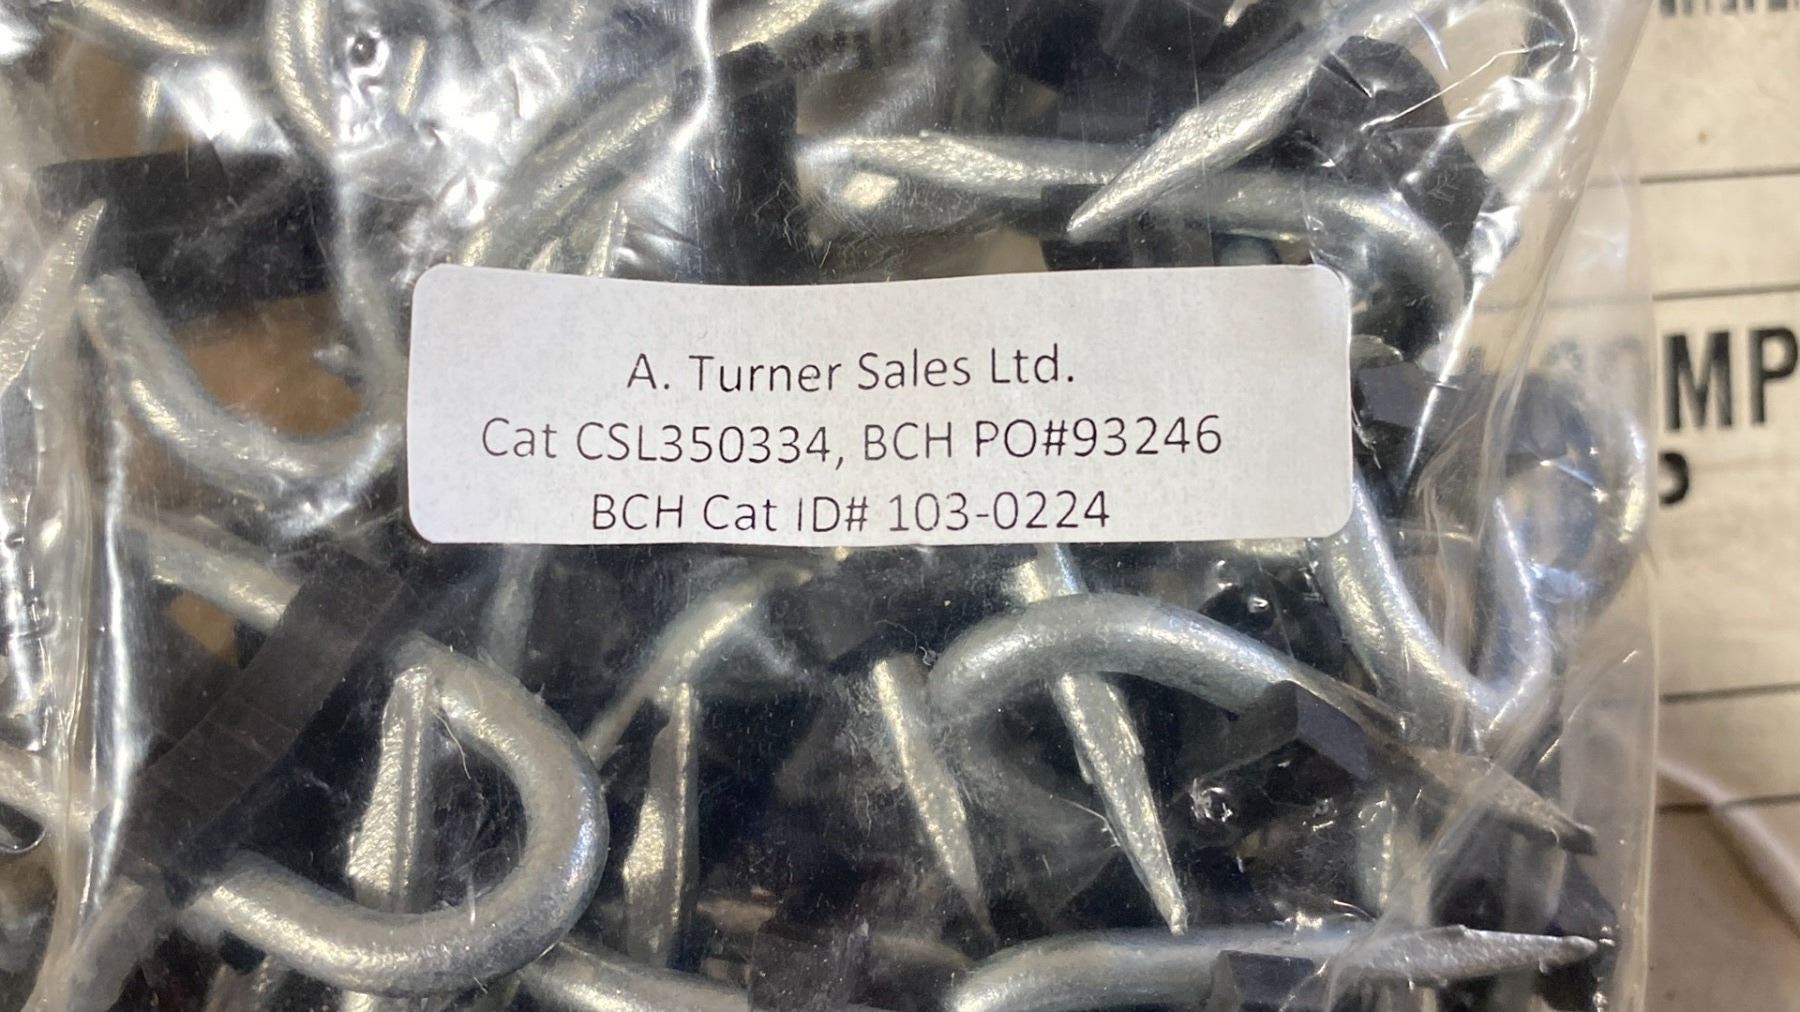 A. Turner Sales Ltd.
Cat CSL350334, BCH PO#93246
BCH Cat ID# 103-0224
MP